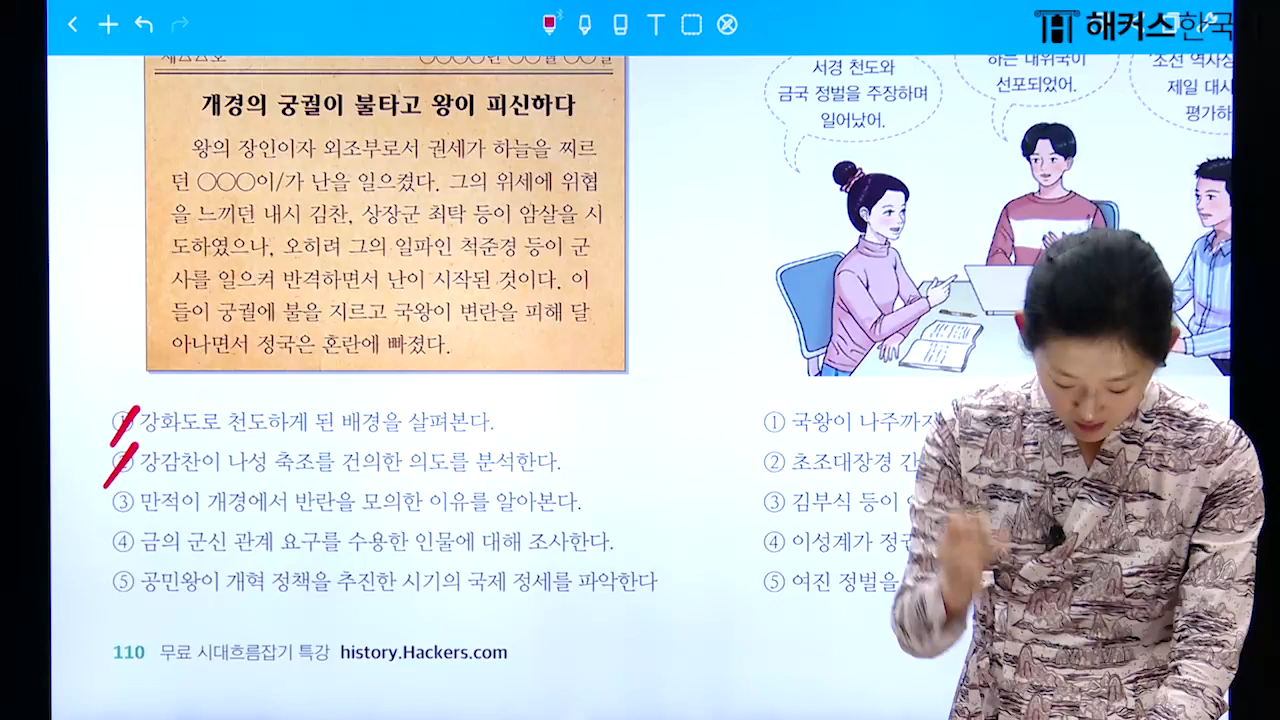 해커스한국
개경의 궁궐이 불타고 왕이 피신하다
왕의 장인이자 외조부로서 권세가 하늘을 찌르
던 ○○○이/가 난을 일으켰다. 그의 위세에 위협
을 느끼던 내시 김찬, 상장군 최탁 등이 암살을 시
도하였으나, 오히려 그의 일파인 척준경 등이 군
사를 일으켜 반격하면서 난이 시작된 것이다. 이
들이 궁궐에 불을 지르고 국왕이 변란을 피해 달
아나면서 정국은 혼란에 빠졌다.
① 강화도로 천도하게 된 배경을 살펴본다.
② 강감찬이 나성 축조를 건의한 의도를 분석한다.
③ 만적이 개경에서 반란을 모의한 이유를 알아본다.
④ 금의 군신 관계 요구를 수용한 인물에 대해 조사한다.
⑤ 공민왕이 개혁 정책을 추진한 시기의 국제 정세를 파악한다
110 무료 시대흐름잡기 특강 history.Hackers.com
서경 천도와
금국 정벌을 주장하며
일어났어.
하는 대위국이
선포되었어.
제일 대사
평가하
① 국왕이 나주까지
② 초조대장경 간
③ 김부식 등이
④ 이성계가
⑤ 여진 정벌을